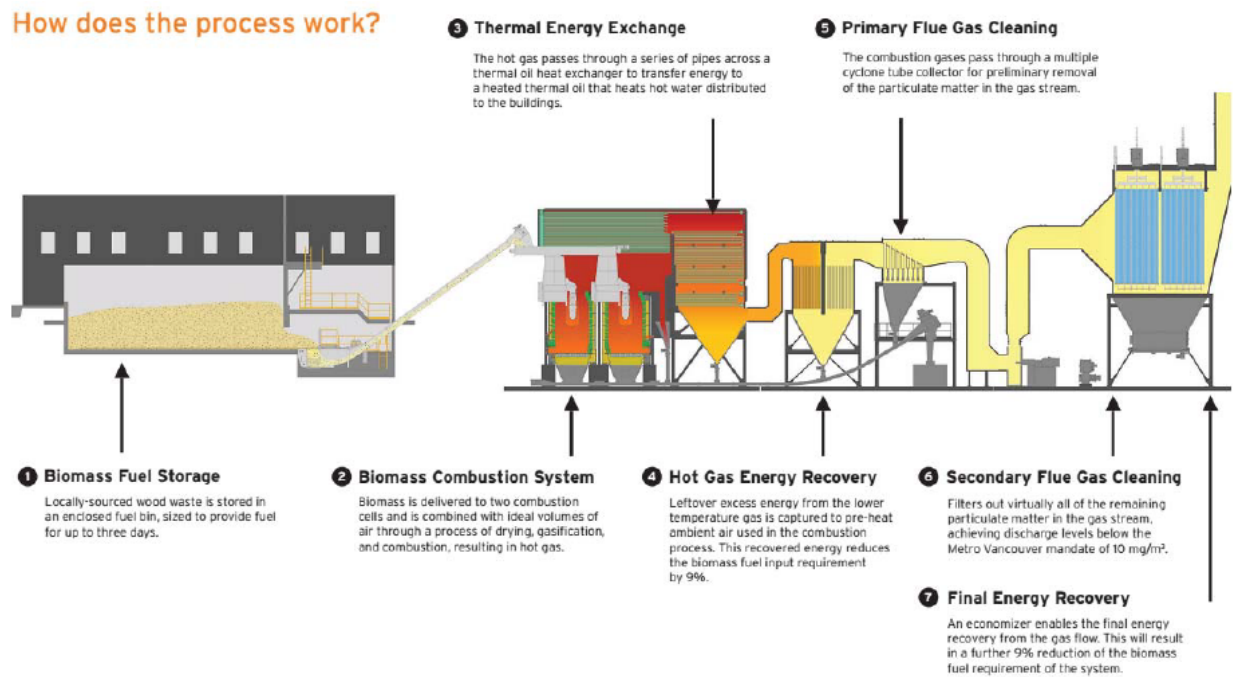 How does the process work?
3 Thermal Energy Exchange
The hot gas passes through a series of pipes across a
thermal oil heat exchanger to transfer energy to
a heated thermal oil that heats hot water distributed
to the buildings.
5 Primary Flue Gas Cleaning
The combustion gases pass through a multiple
cyclone tube collector for preliminary removal
of the particulate matter in the gas stream.
1 Biomass Fuel Storage
Locally-sourced wood waste is stored in
an enclosed fuel bin, sized to provide fuel
for up to three days.
2 Biomass Combustion System
Biomass is delivered to two combustion
cells and is combined with ideal volumes of
air through a process of drying, gasification,
and combustion, resulting in hot gas.
4 Hot Gas Energy Recovery
Leftover excess energy from the lower
temperature gas is captured to pre-heat
ambient air used in the combustion
process. This recovered energy reduces
the biomass fuel input requirement
by 9%.
6 Secondary Flue Gas Cleaning
Filters out virtually all of the remaining
particulate matter in the gas stream,
achieving discharge levels below the
Metro Vancouver mandate of 10 mg/m³.
7 Final Energy Recovery
An economizer enables the final energy
recovery from the gas flow. This will result
in a further 9% reduction of the biomass
fuel requirement of the system.